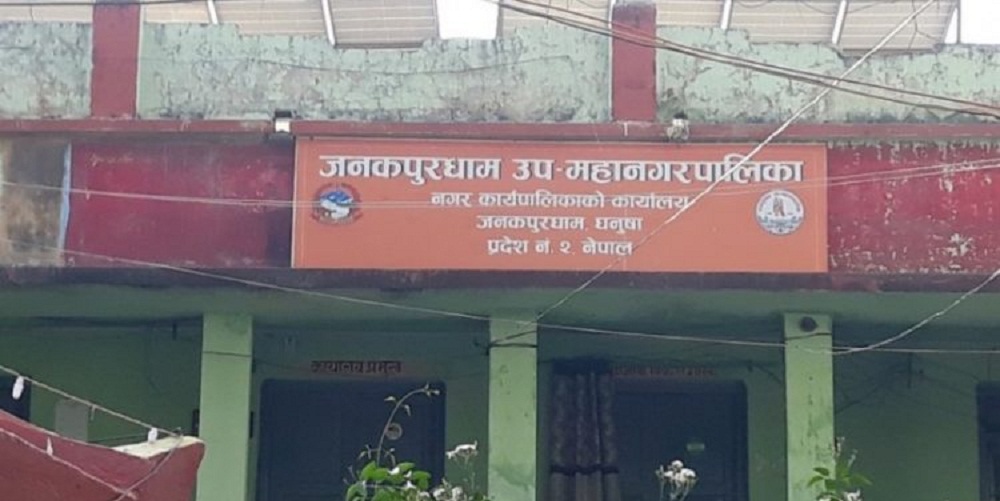 जनकपुरधाम उप-महानगरपालिका
नगर कार्यपालिकाको कार्यालय
जनकपुरधाम, धनुषा
प्रदेश नं. २, नेपाल